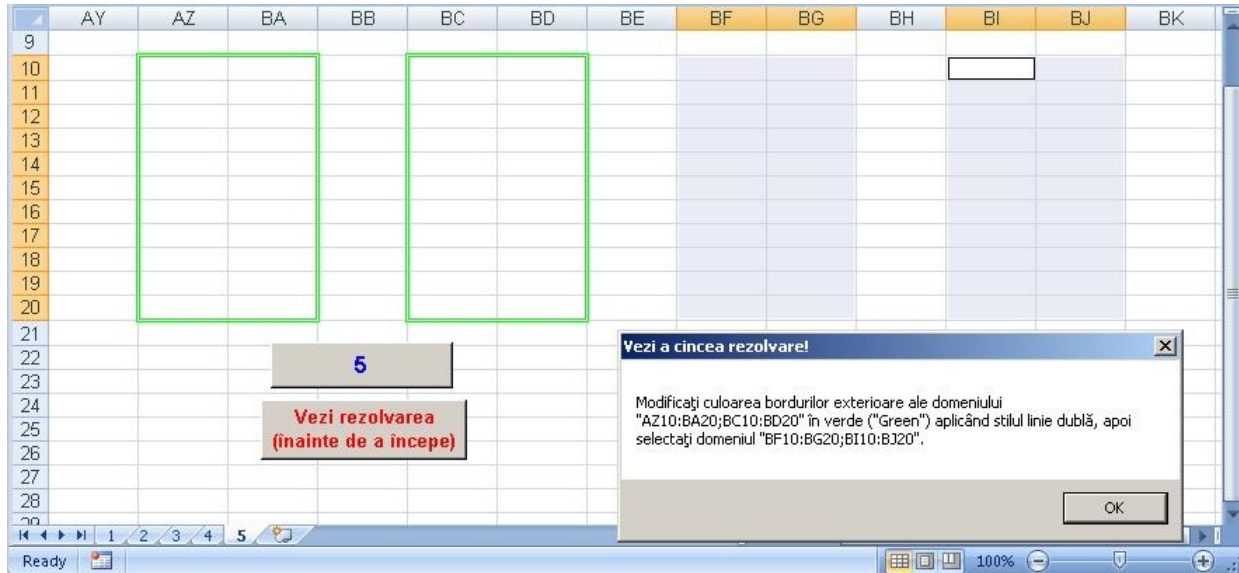 AY AZ BA BB BC BD BE BF BG BH BI BJ BK
9
10
11
12
13
14
15
16
17
18
19
20
21
22
23
24
25
26
27
28
29
5
Vezi rezolvarea
(înainte de a începe)
Vezi a cincea rezolvare!
Modificaţi culoarea bordurilor exterioare ale domeniului
"AZ10:BA20;BC10:BD20" în verde ("Green") aplicând stilul linie dublă, apoi
selectaţi domeniul "BF10:BG20;BI10:BJ20".
OK
1 2 3 4 5
Ready 100%